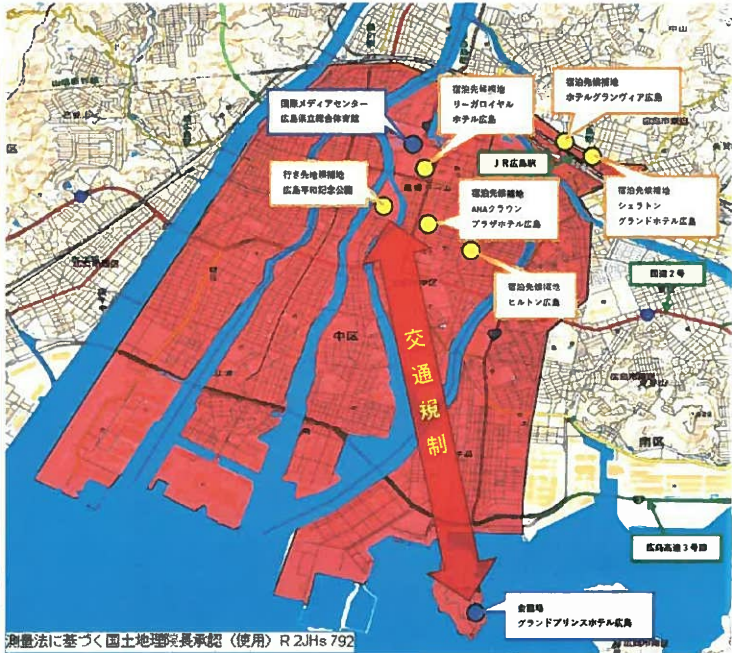 中山
国際メディアセンター
広島県立総合体育館
宿泊先候補地
リーガロイヤル
ホテル広島
宿泊先候補地
ホテルグランヴィア広島
JR広島駅
行き先地候補地
広島平和記念公園
宿泊先候補地
ANAクラウン
プラザホテル広島
宿泊先候補地
シェラトン
グランドホテル広島
宿泊先候補地
ヒルトン広島
国道2号
中区
交通規制
南区
広島高速3号線
会議場
グランドプリンスホテル広島
測量法に基づく国土地理院長承認(使用)R 2JHs 792